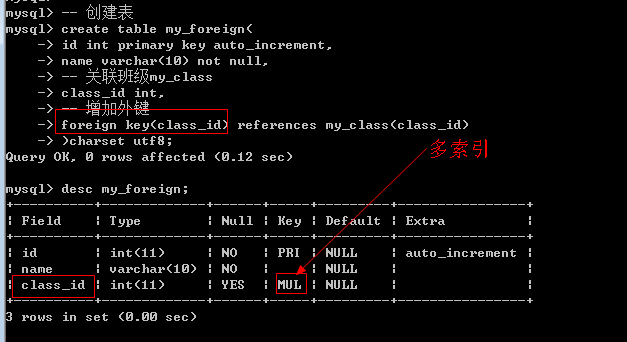 mysql>
mysql> -- 创建表
mysql> create table my_foreign(
    -> id int primary key auto_increment,
    -> name varchar(10) not null,
    -> -- 关联班级my_class
    -> class_id int,
    -> -- 增加外键
    -> foreign key(class_id) references my_class(class_id)
    -> )charset utf8;
Query OK, 0 rows affected (0.12 sec)
多索引
mysql> desc my_foreign;
+----------+-------------+------+-----+---------+----------------+
| Field    | Type        | Null | Key | Default | Extra          |
+----------+-------------+------+-----+---------+----------------+
| id       | int(11)     | NO   | PRI | NULL    | auto_increment |
| name     | varchar(10) | NO   |     | NULL    |                |
| class_id | int(11)     | YES  | MUL | NULL    |                |
+----------+-------------+------+-----+---------+----------------+
3 rows in set (0.00 sec)